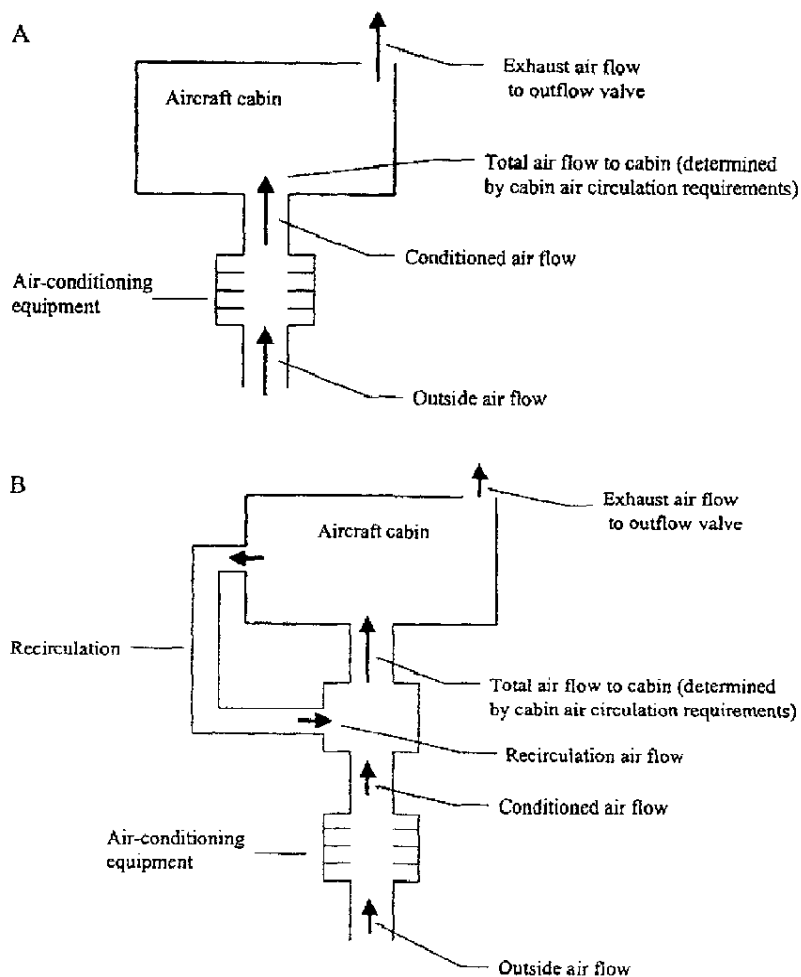 A
Exhaust air flow
to outflow valve
Aircraft cabin
Total air flow to cabin (determined
by cabin air circulation requirements)
Conditioned air flow
Air-conditioning
equipment
Outside air flow
B
Exhaust air flow
to outflow valve
Aircraft cabin
Recirculation
Total air flow to cabin (determined
by cabin air circulation requirements)
Recirculation air flow
Conditioned air flow
Air-conditioning
equipment
Outside air flow